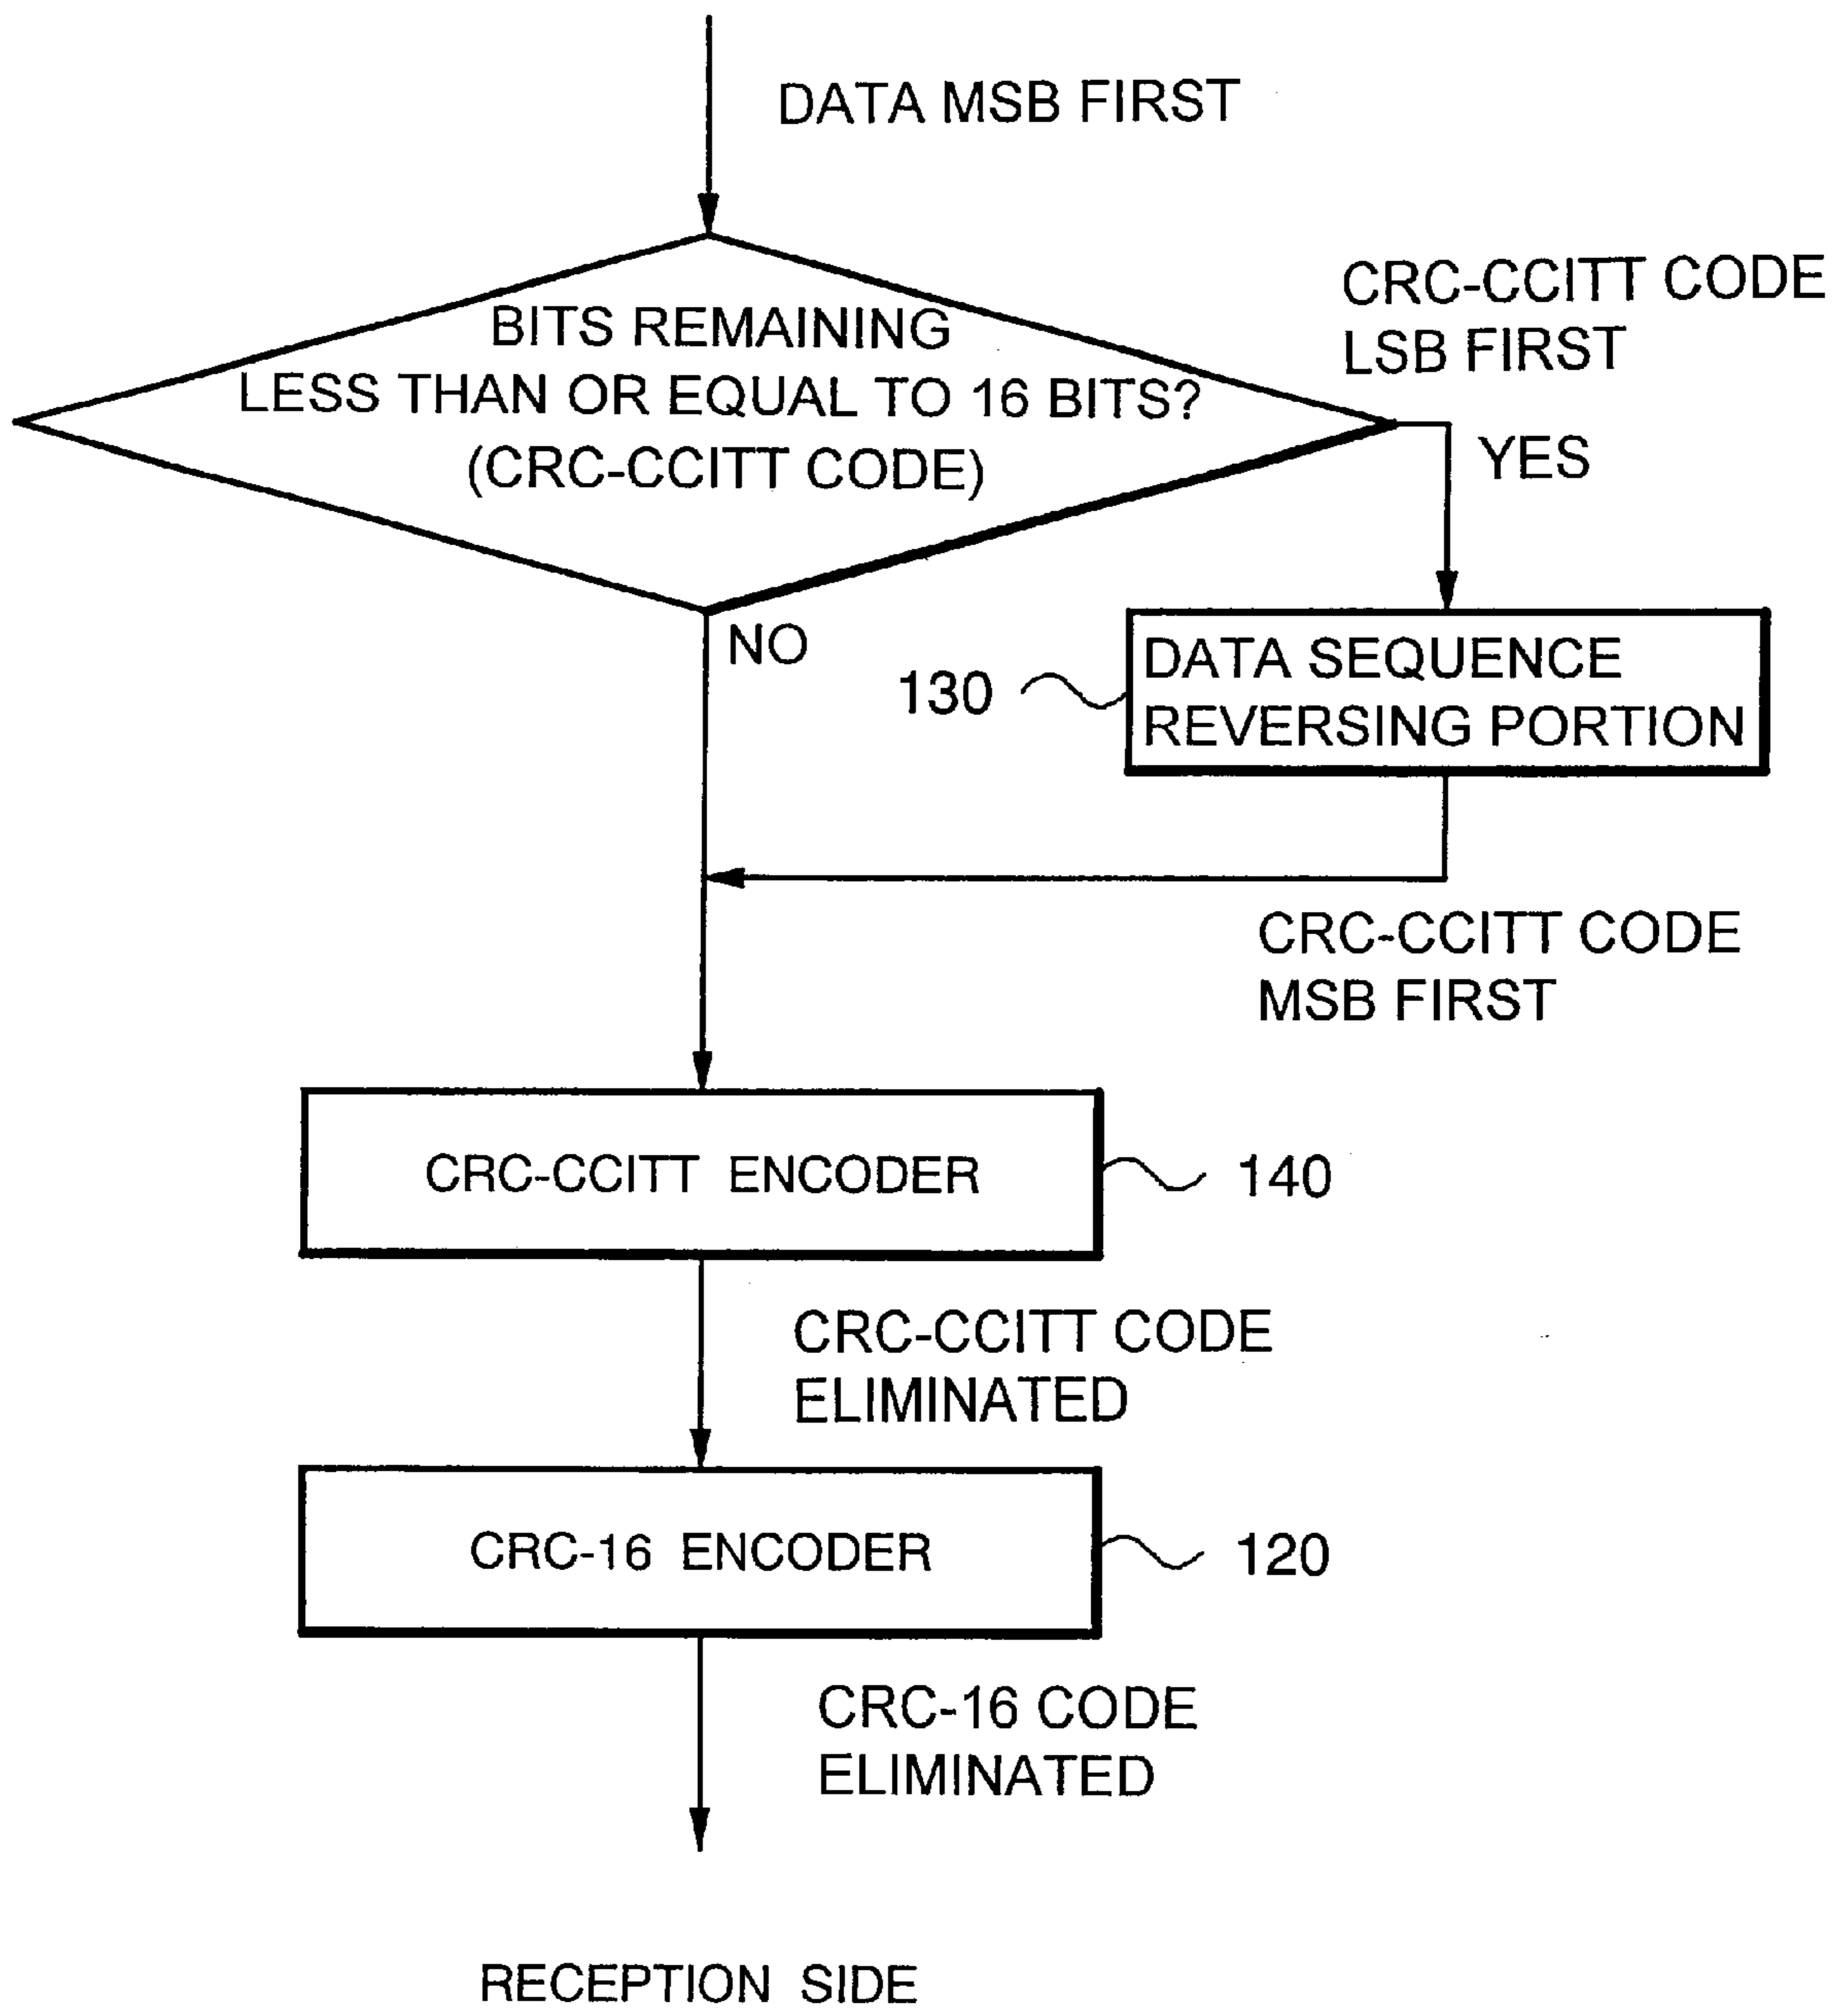 DATA MSB FIRST
CRC-CCITT CODE
LSB FIRST
BITS REMAINING
LESS THAN OR EQUAL TO 16 BITS?
(CRC-CCITT CODE)
YES
NO
130
DATA SEQUENCE
REVERSING PORTION
CRC-CCITT CODE
MSB FIRST
CRC-CCITT ENCODER
140
CRC-CCITT CODE
ELIMINATED
CRC-16 ENCODER
120
CRC-16 CODE
ELIMINATED
RECEPTION SIDE